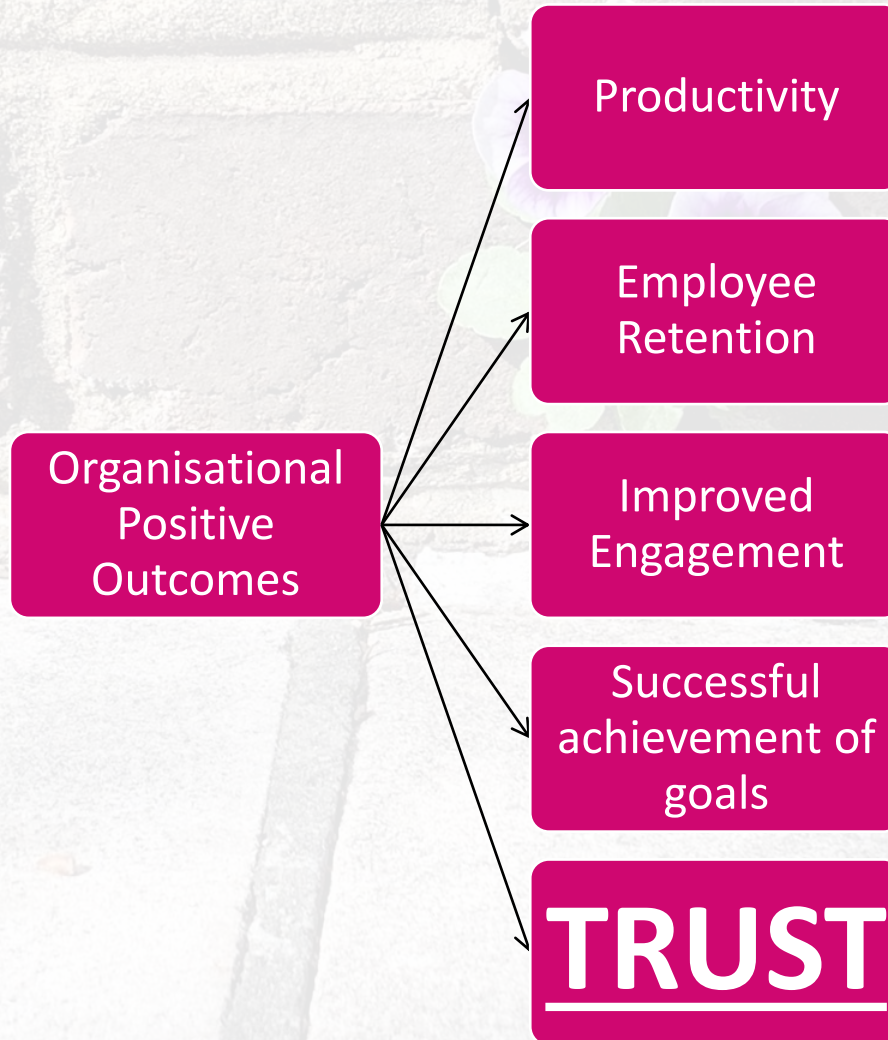 Productivity
Employee
Retention
Organisational
Positive
Outcomes
Improved
Engagement
Successful
achievement of
goals
TRUST